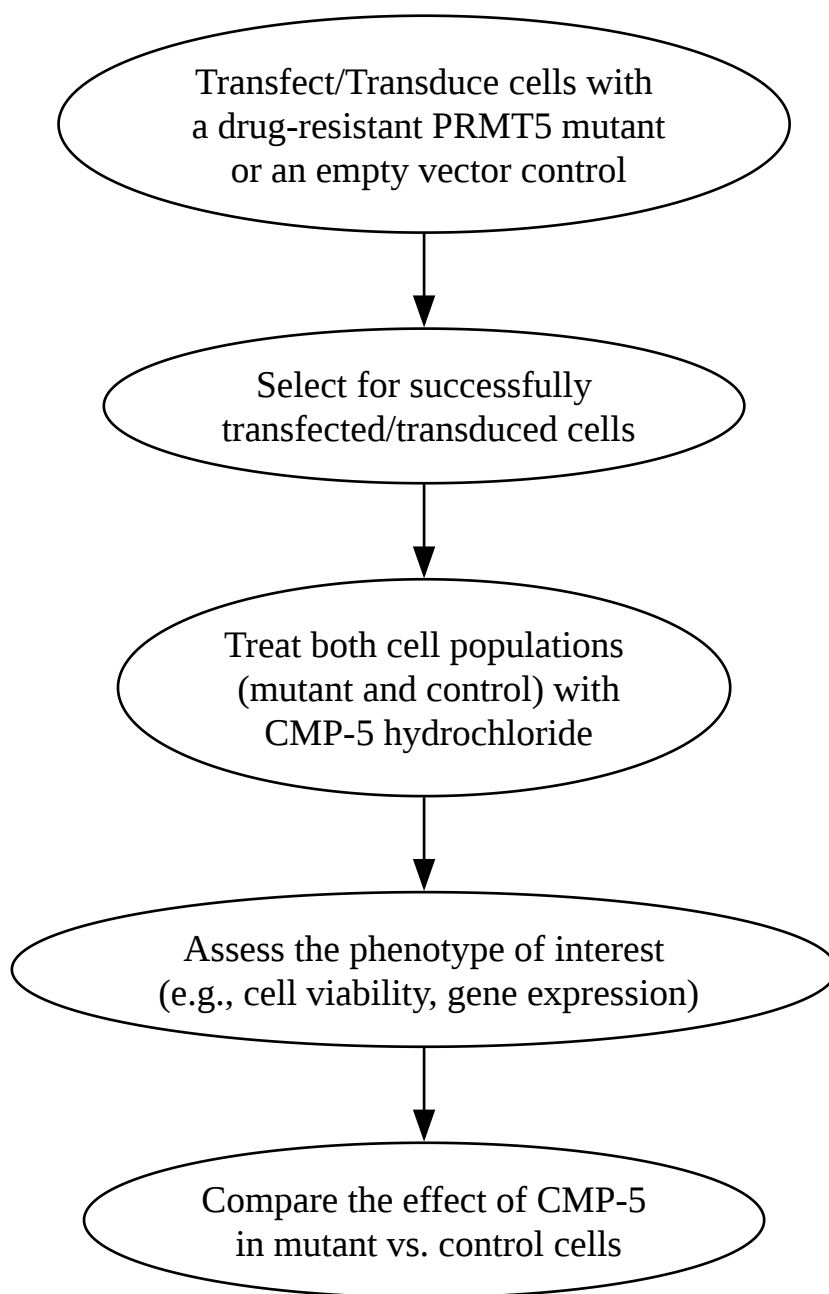 Transfect/Transduce cells with
a drug-resistant PRMT5 mutant
or an empty vector control
Select for successfully
transfected/transduced cells
Treat both cell populations
(mutant and control) with
CMP-5 hydrochloride
Assess the phenotype of interest
(e.g., cell viability, gene expression)
Compare the effect of CMP-5
in mutant vs. control cells